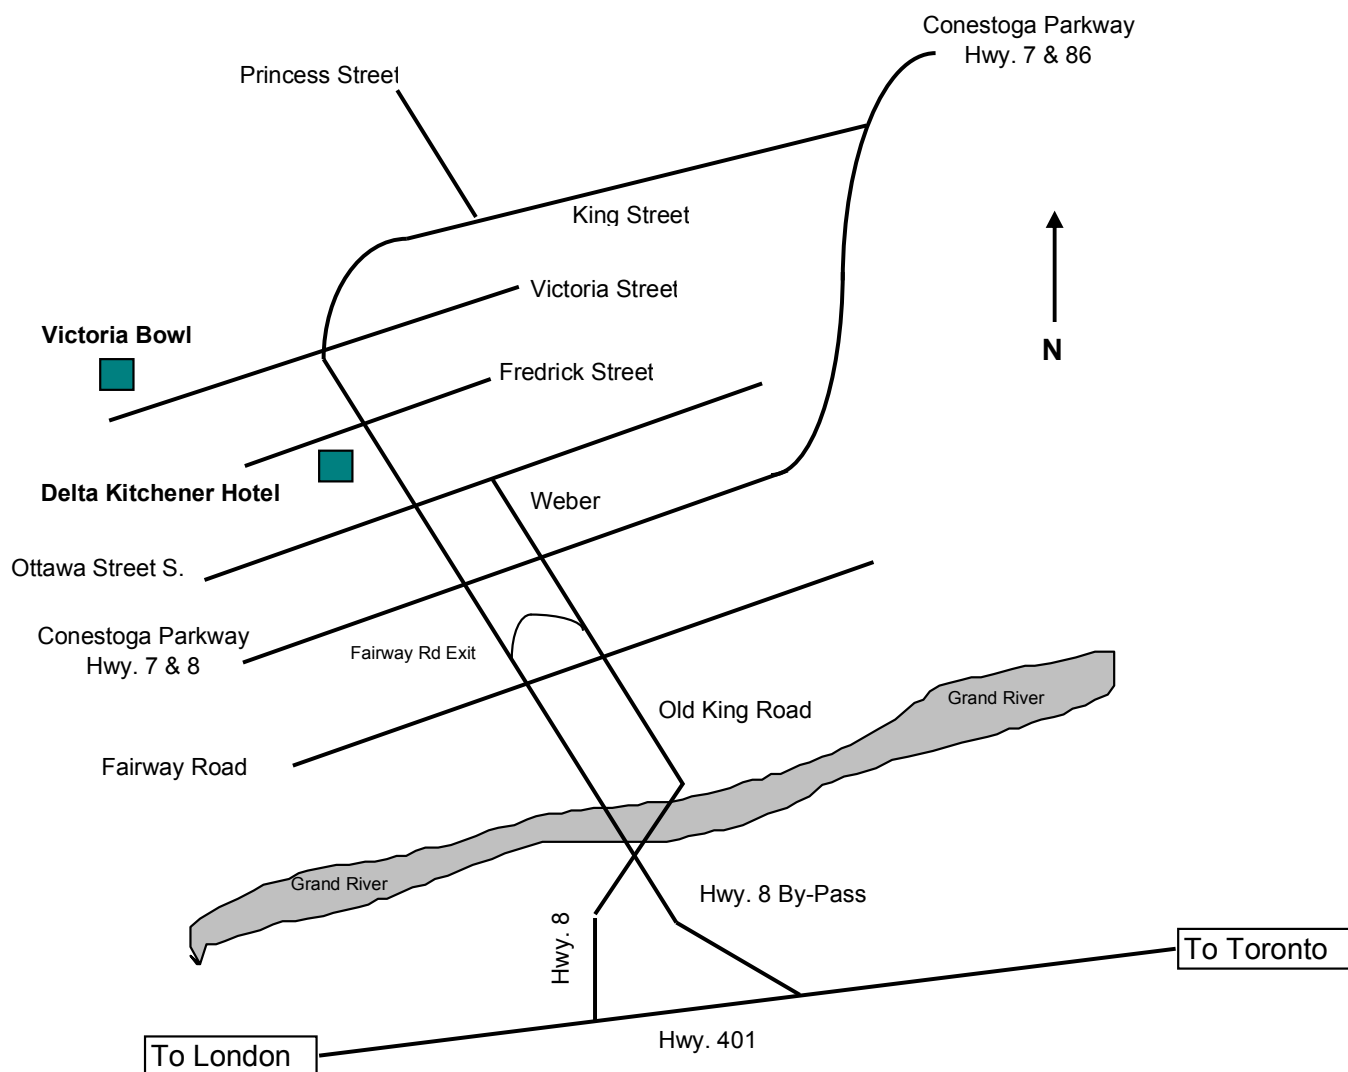 Conestoga Parkway
Hwy. 7 & 86
Princess Street
King Street
Victoria Street
Victoria Bowl
N
Fredrick Street
Delta Kitchener Hotel
Weber
Ottawa Street S.
Conestoga Parkway
Hwy. 7 & 8
Fairway Rd Exit
Grand River
Old King Road
Fairway Road
Grand River
Hwy. 8 By-Pass
Hwy. 8
To Toronto
Hwy. 401
To London